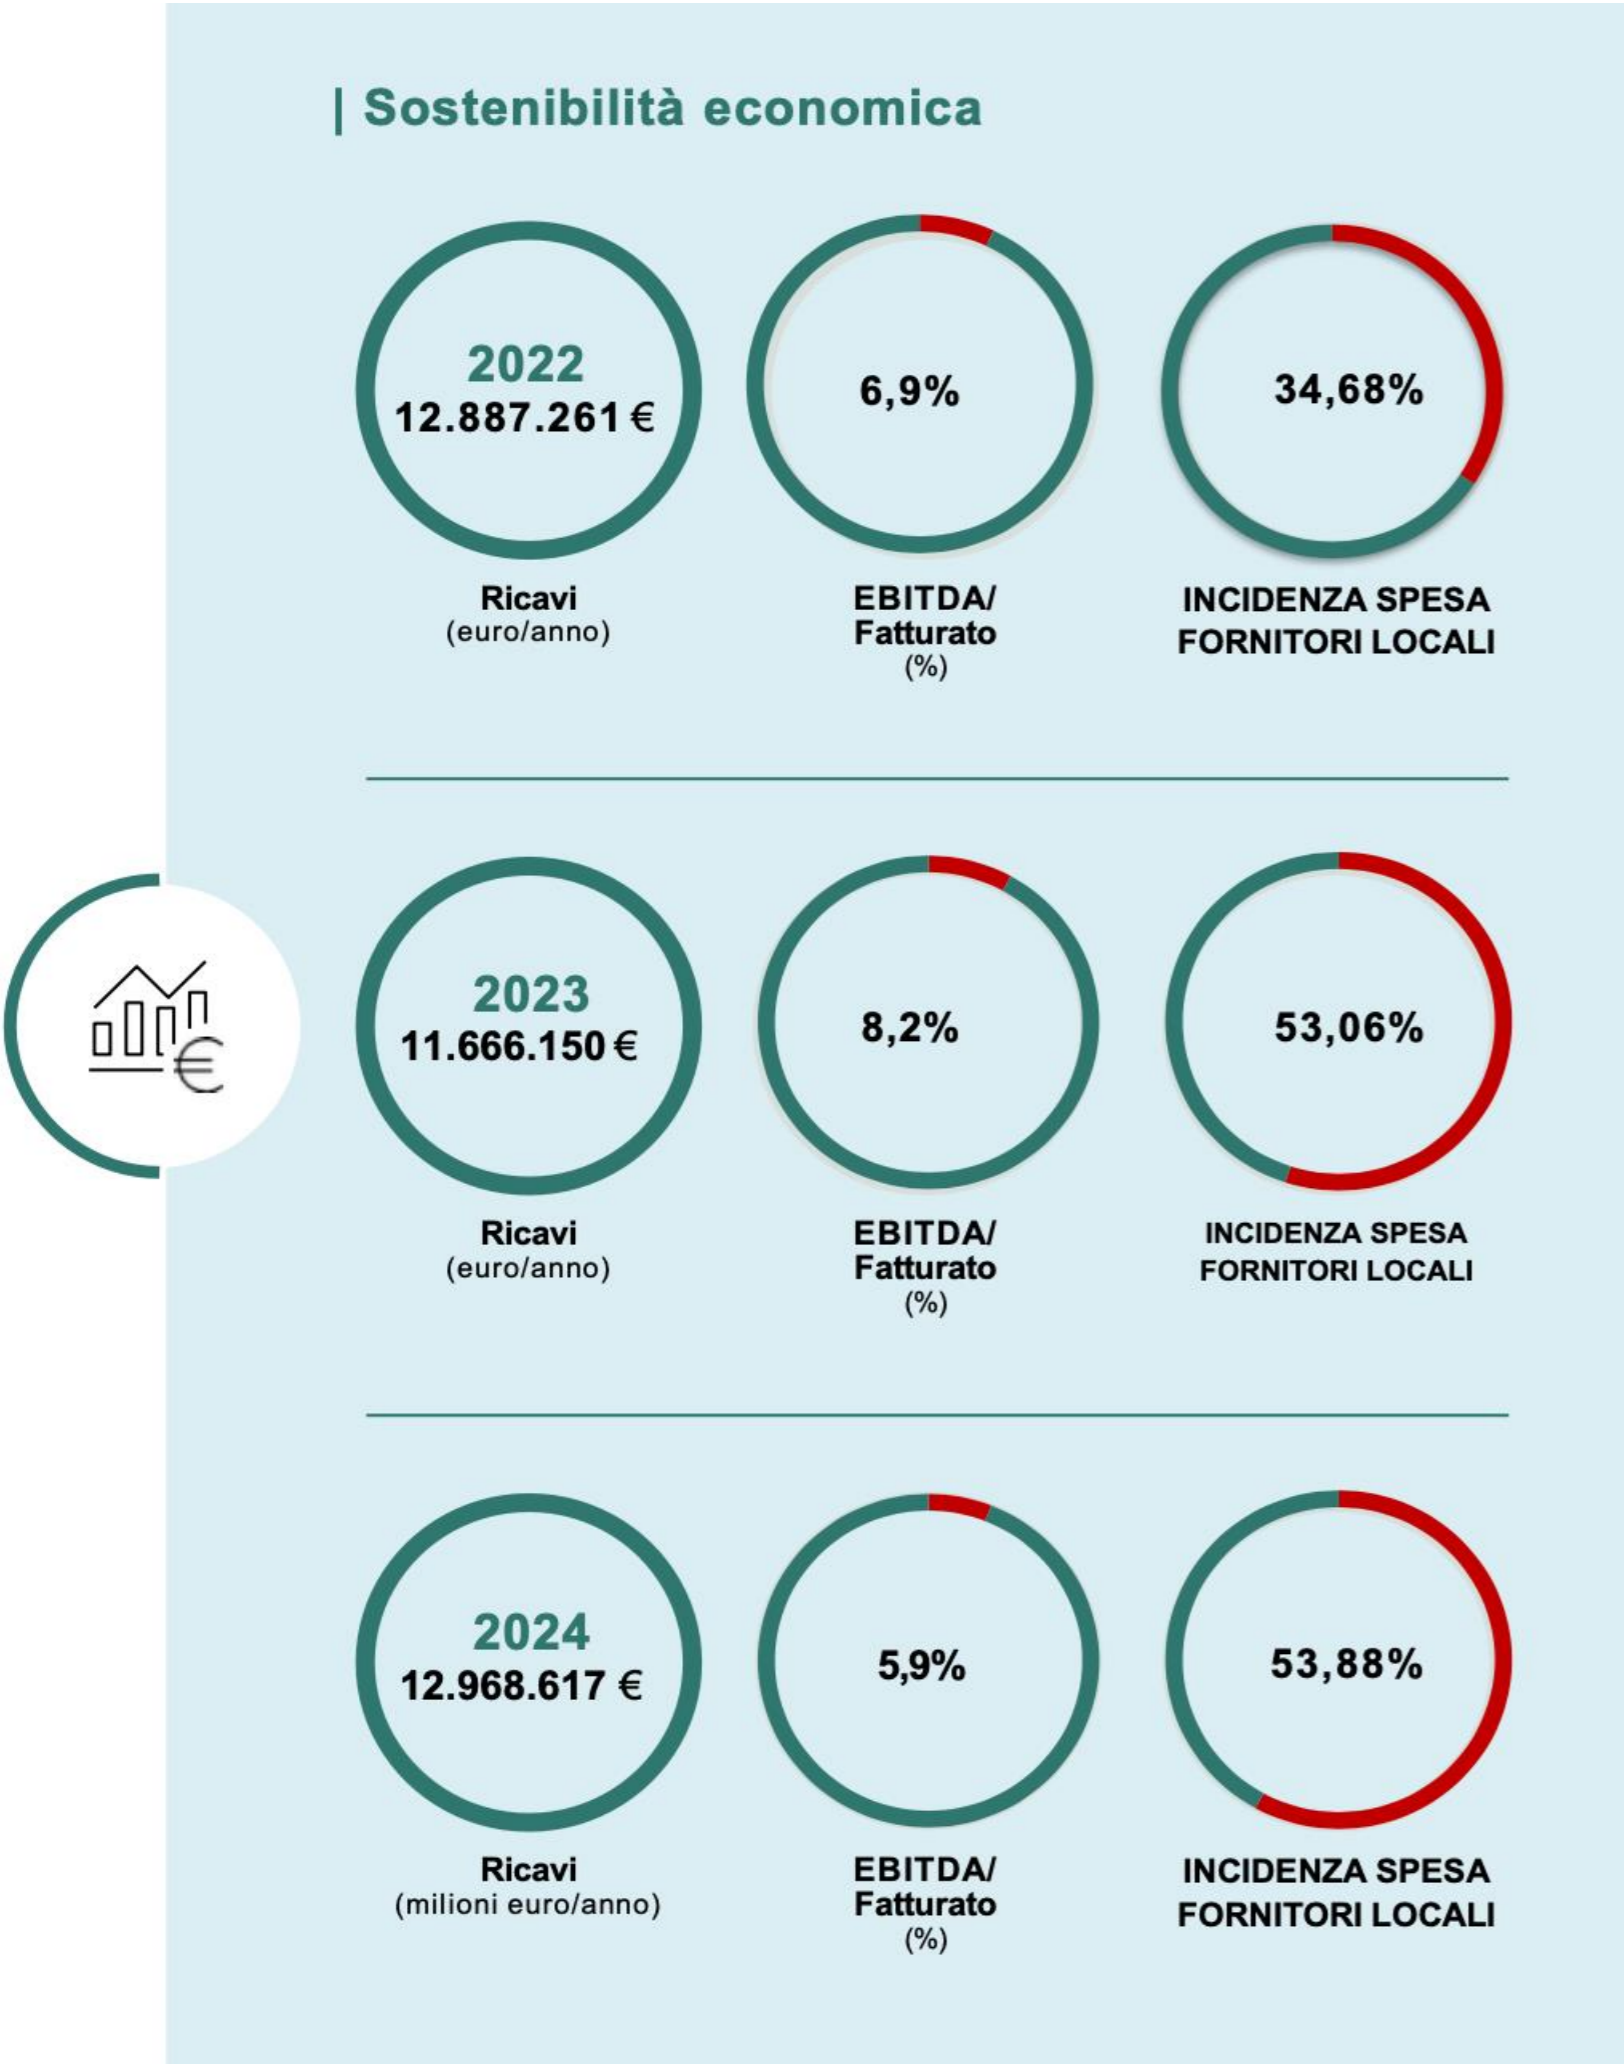 | Sostenibilità economica
2022
12.887.261 €
6,9%
34,68%
Ricavi
(euro/anno)
EBITDA/
Fatturato
(%)
INCIDENZA SPESA
FORNITORI LOCALI
2023
11.666.150 €
8,2%
53,06%
Ricavi
(euro/anno)
EBITDA/
Fatturato
(%)
INCIDENZA SPESA
FORNITORI LOCALI
€
2024
12.968.617 €
5,9%
53,88%
Ricavi
(milioni euro/anno)
EBITDA/
Fatturato
(%)
INCIDENZA SPESA
FORNITORI LOCALI